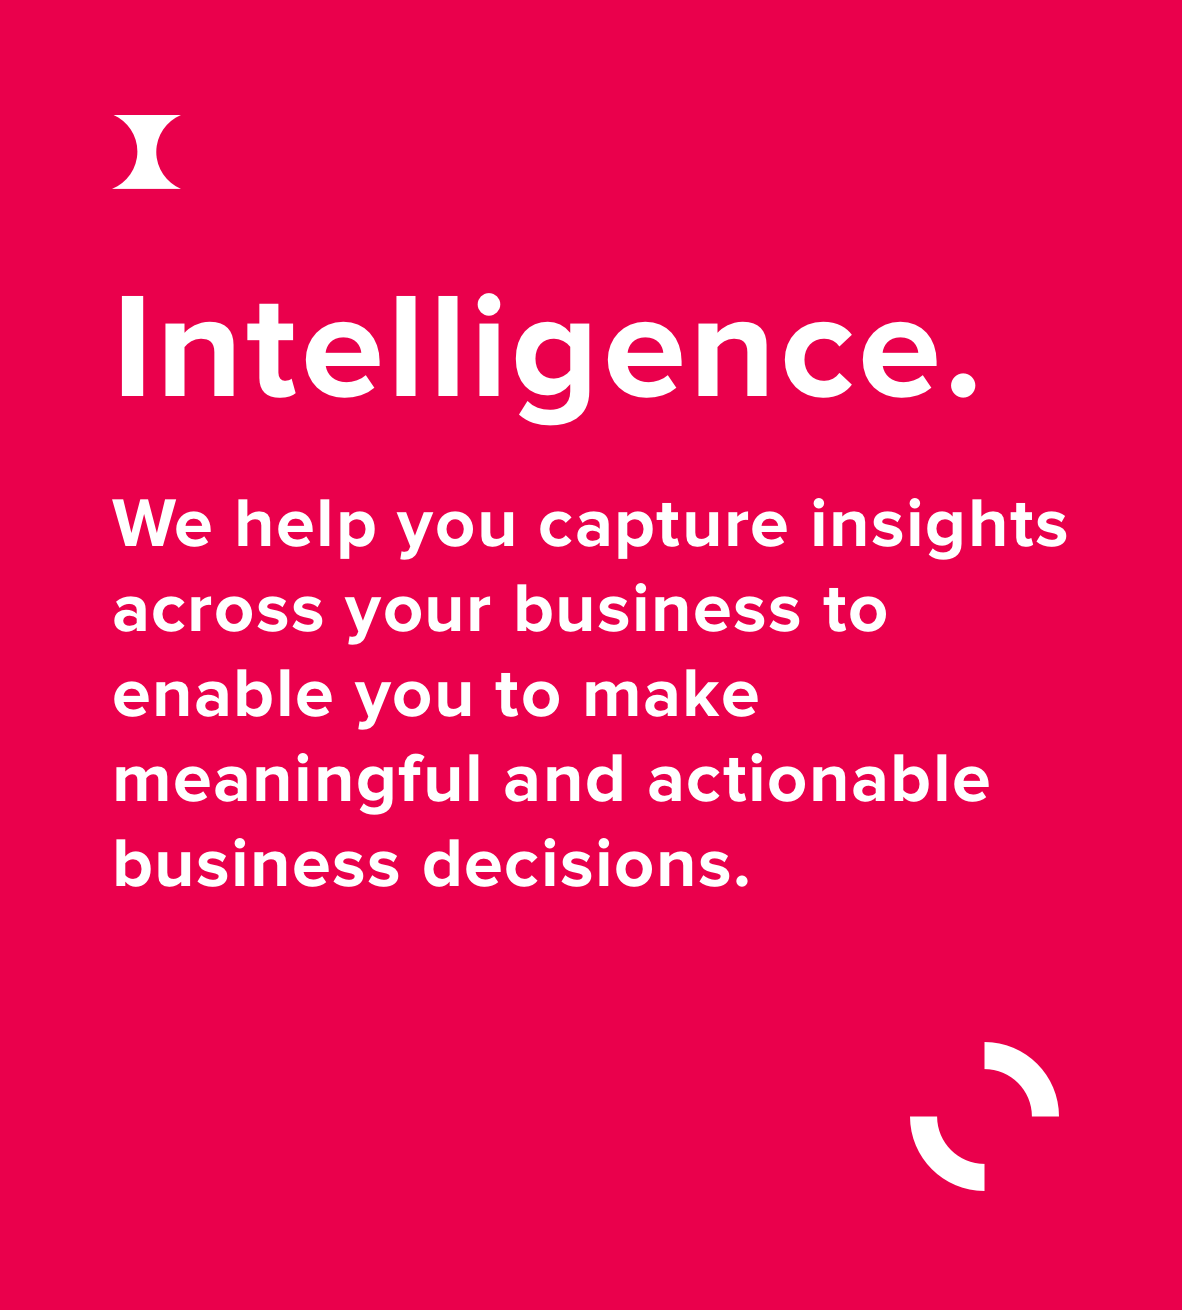 Intelligence.
We help you capture insights
across your business to
enable you to make
meaningful and actionable
business decisions.